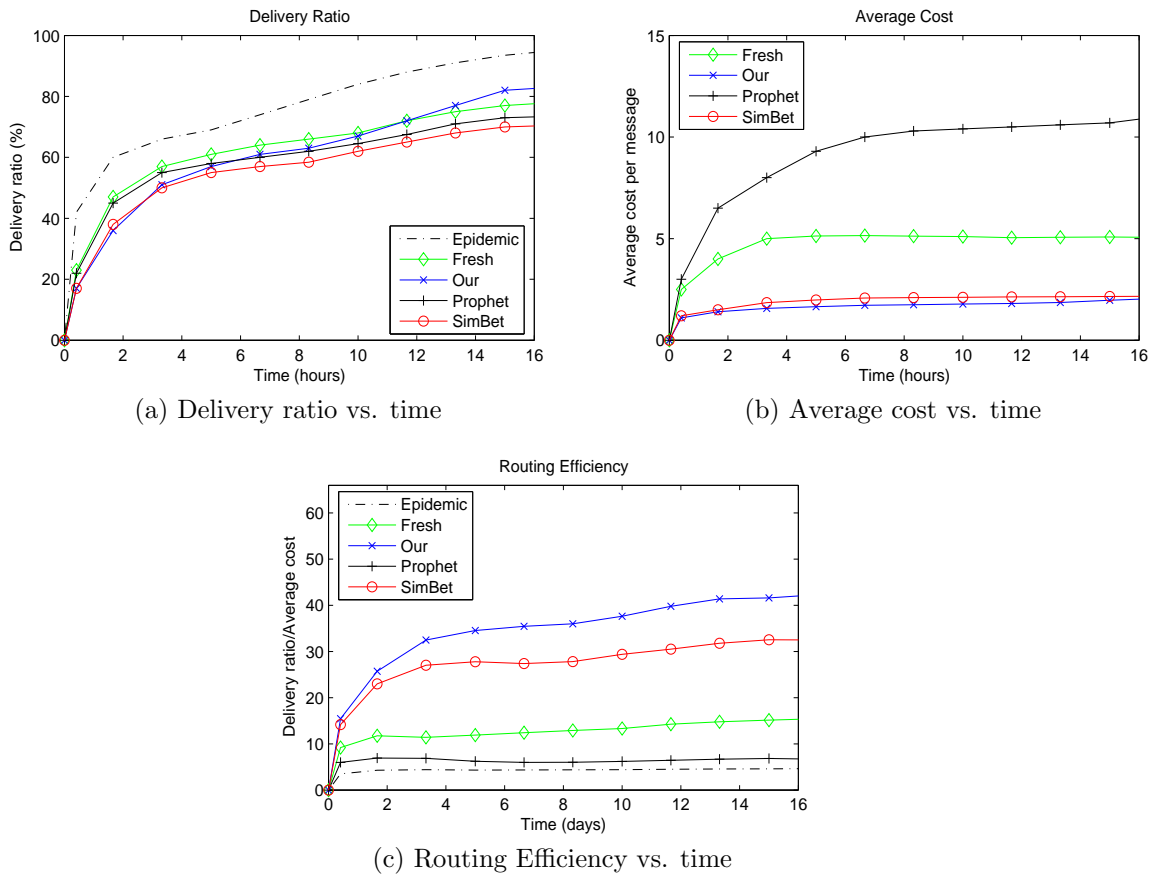 Delivery Ratio
100
80
60
40
20
0
Delivery ratio (%)
Epidemic
Fresh
Our
Prophet
SimBet
0 2 4 6 8 10 12 14 16
Time (hours)
(a) Delivery ratio vs. time
Average Cost
15
10
5
0
Average cost per message
Fresh
Our
Prophet
SimBet
0 2 4 6 8 10 12 14 16
Time (hours)
(b) Average cost vs. time
Routing Efficiency
60
50
40
30
20
10
0
Delivery ratio/Average cost
Epidemic
Fresh
Our
Prophet
SimBet
0 2 4 6 8 10 12 14 16
Time (days)
(c) Routing Efficiency vs. time